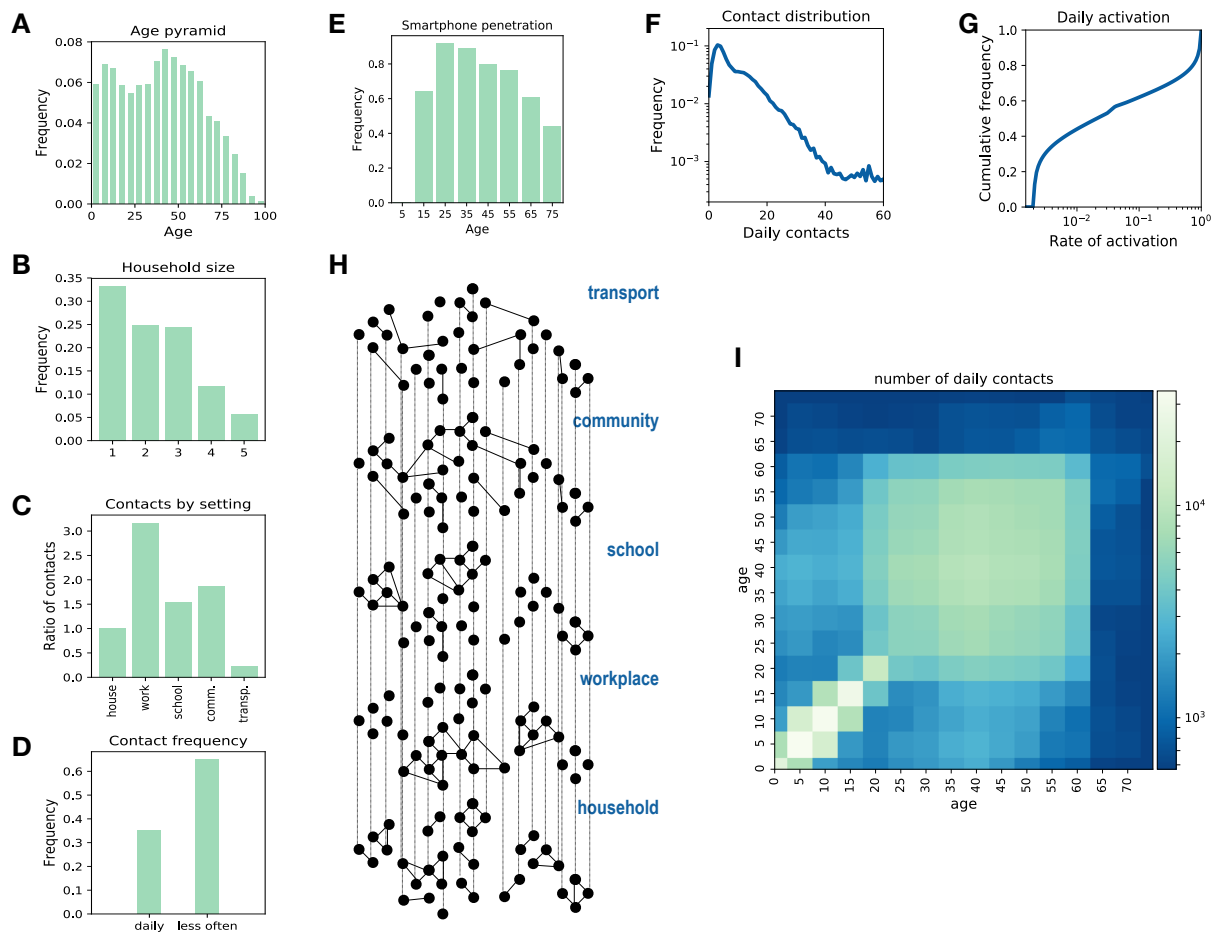 A
Age pyramid
0.08
0.06
0.04
0.02
0.00
Frequency
0 25 50 75 100
Age
E
Smartphone penetration
0.8
0.6
0.4
0.2
0.0
Frequency
5 15 25 35 45 55 65 75
Age
F
Contact distribution
10⁻¹
10⁻²
10⁻³
Frequency
0 20 40 60
Daily contacts
G
Daily activation
1.0
0.8
0.6
0.4
0.2
0.0
Cumulative frequency
10⁻² 10⁻¹ 10⁰
Rate of activation
B
Household size
0.35
0.30
0.25
0.20
0.15
0.10
0.05
0.00
Frequency
1 2 3 4 5
C
Contacts by setting
3.0
2.5
2.0
1.5
1.0
0.5
0.0
Ratio of contacts
house work school comm. transp.
D
Contact frequency
0.6
0.5
0.4
0.3
0.2
0.1
0.0
Frequency
daily less often
H
transport
community
school
workplace
household
I
number of daily contacts
70
65
60
55
50
45
40
35
30
25
20
15
10
5
0
age
0 5 10 15 20 25 30 35 40 45 50 55 60 65 70
age
10⁴
10³